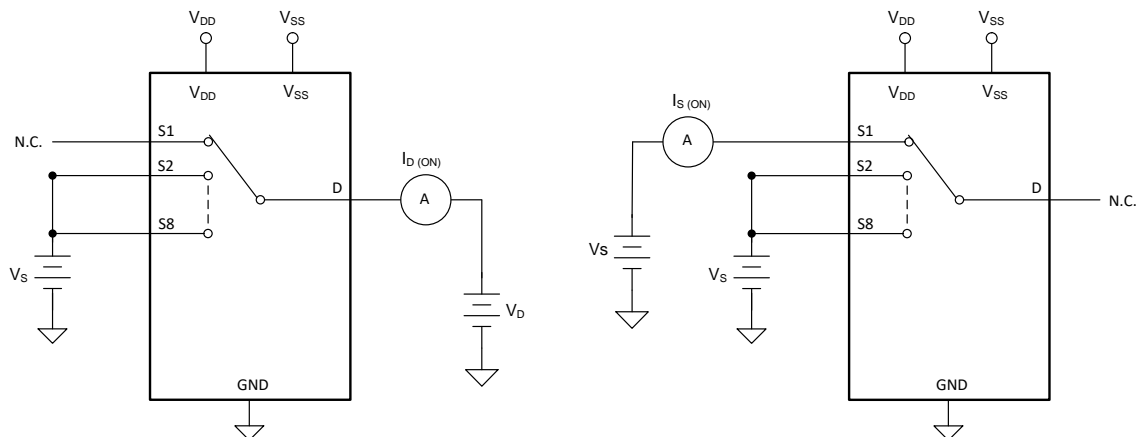 VDD VSS
VDD VSS
N.C. S1
S2
S8
VS
D
ID (ON)
A
VD
GND
VDD VSS
VDD VSS
IS (ON)
A
S1
S2
S8
Vs
VS
D
N.C.
GND